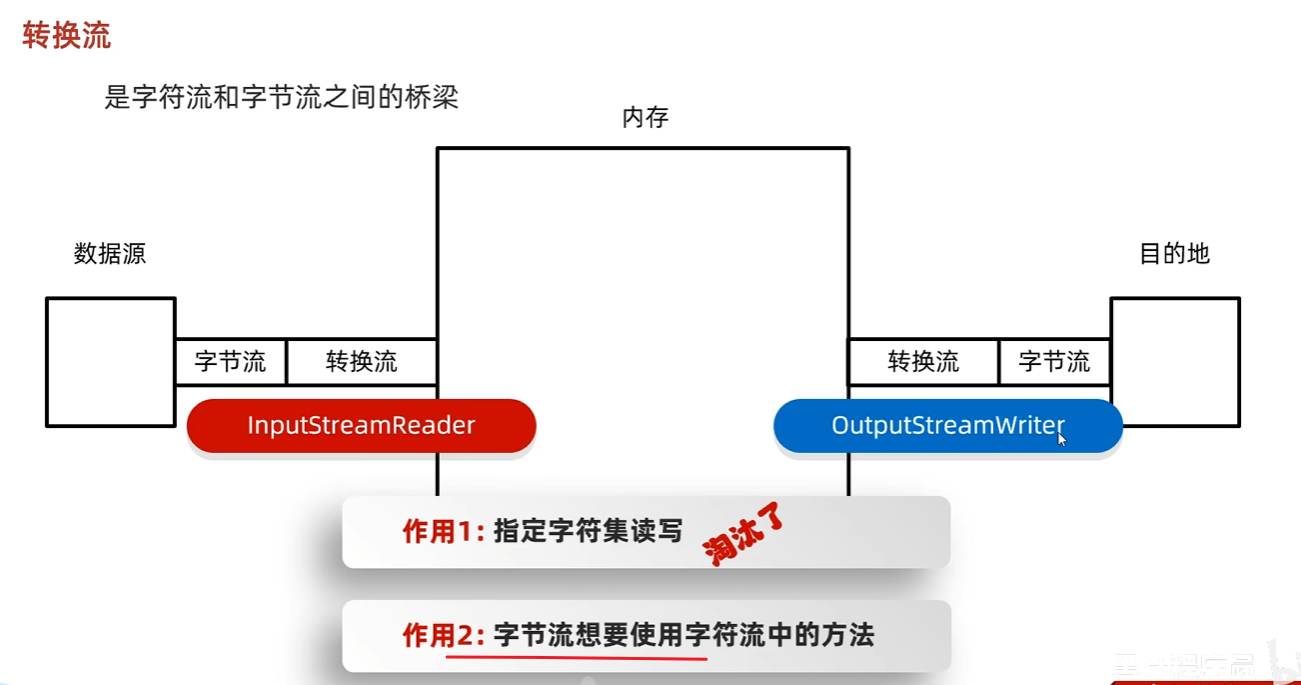 转换流
是字符流和字节流之间的桥梁
内存
数据源
目的地
字节流
转换流
转换流
字节流
InputStreamReader
OutputStreamWriter
作用1: 指定字符集读写
淘汰了
作用2: 字节流想要使用字符流中的方法